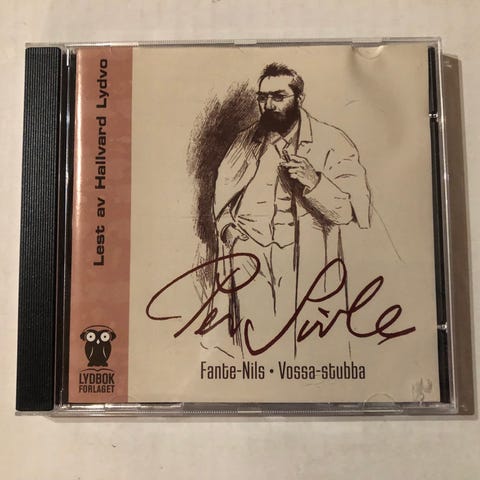 Lest av Hallvard Lydvo
Per Sivle
Fante-Nils • Vossa-stubba
LYDBOK
FORLAGET